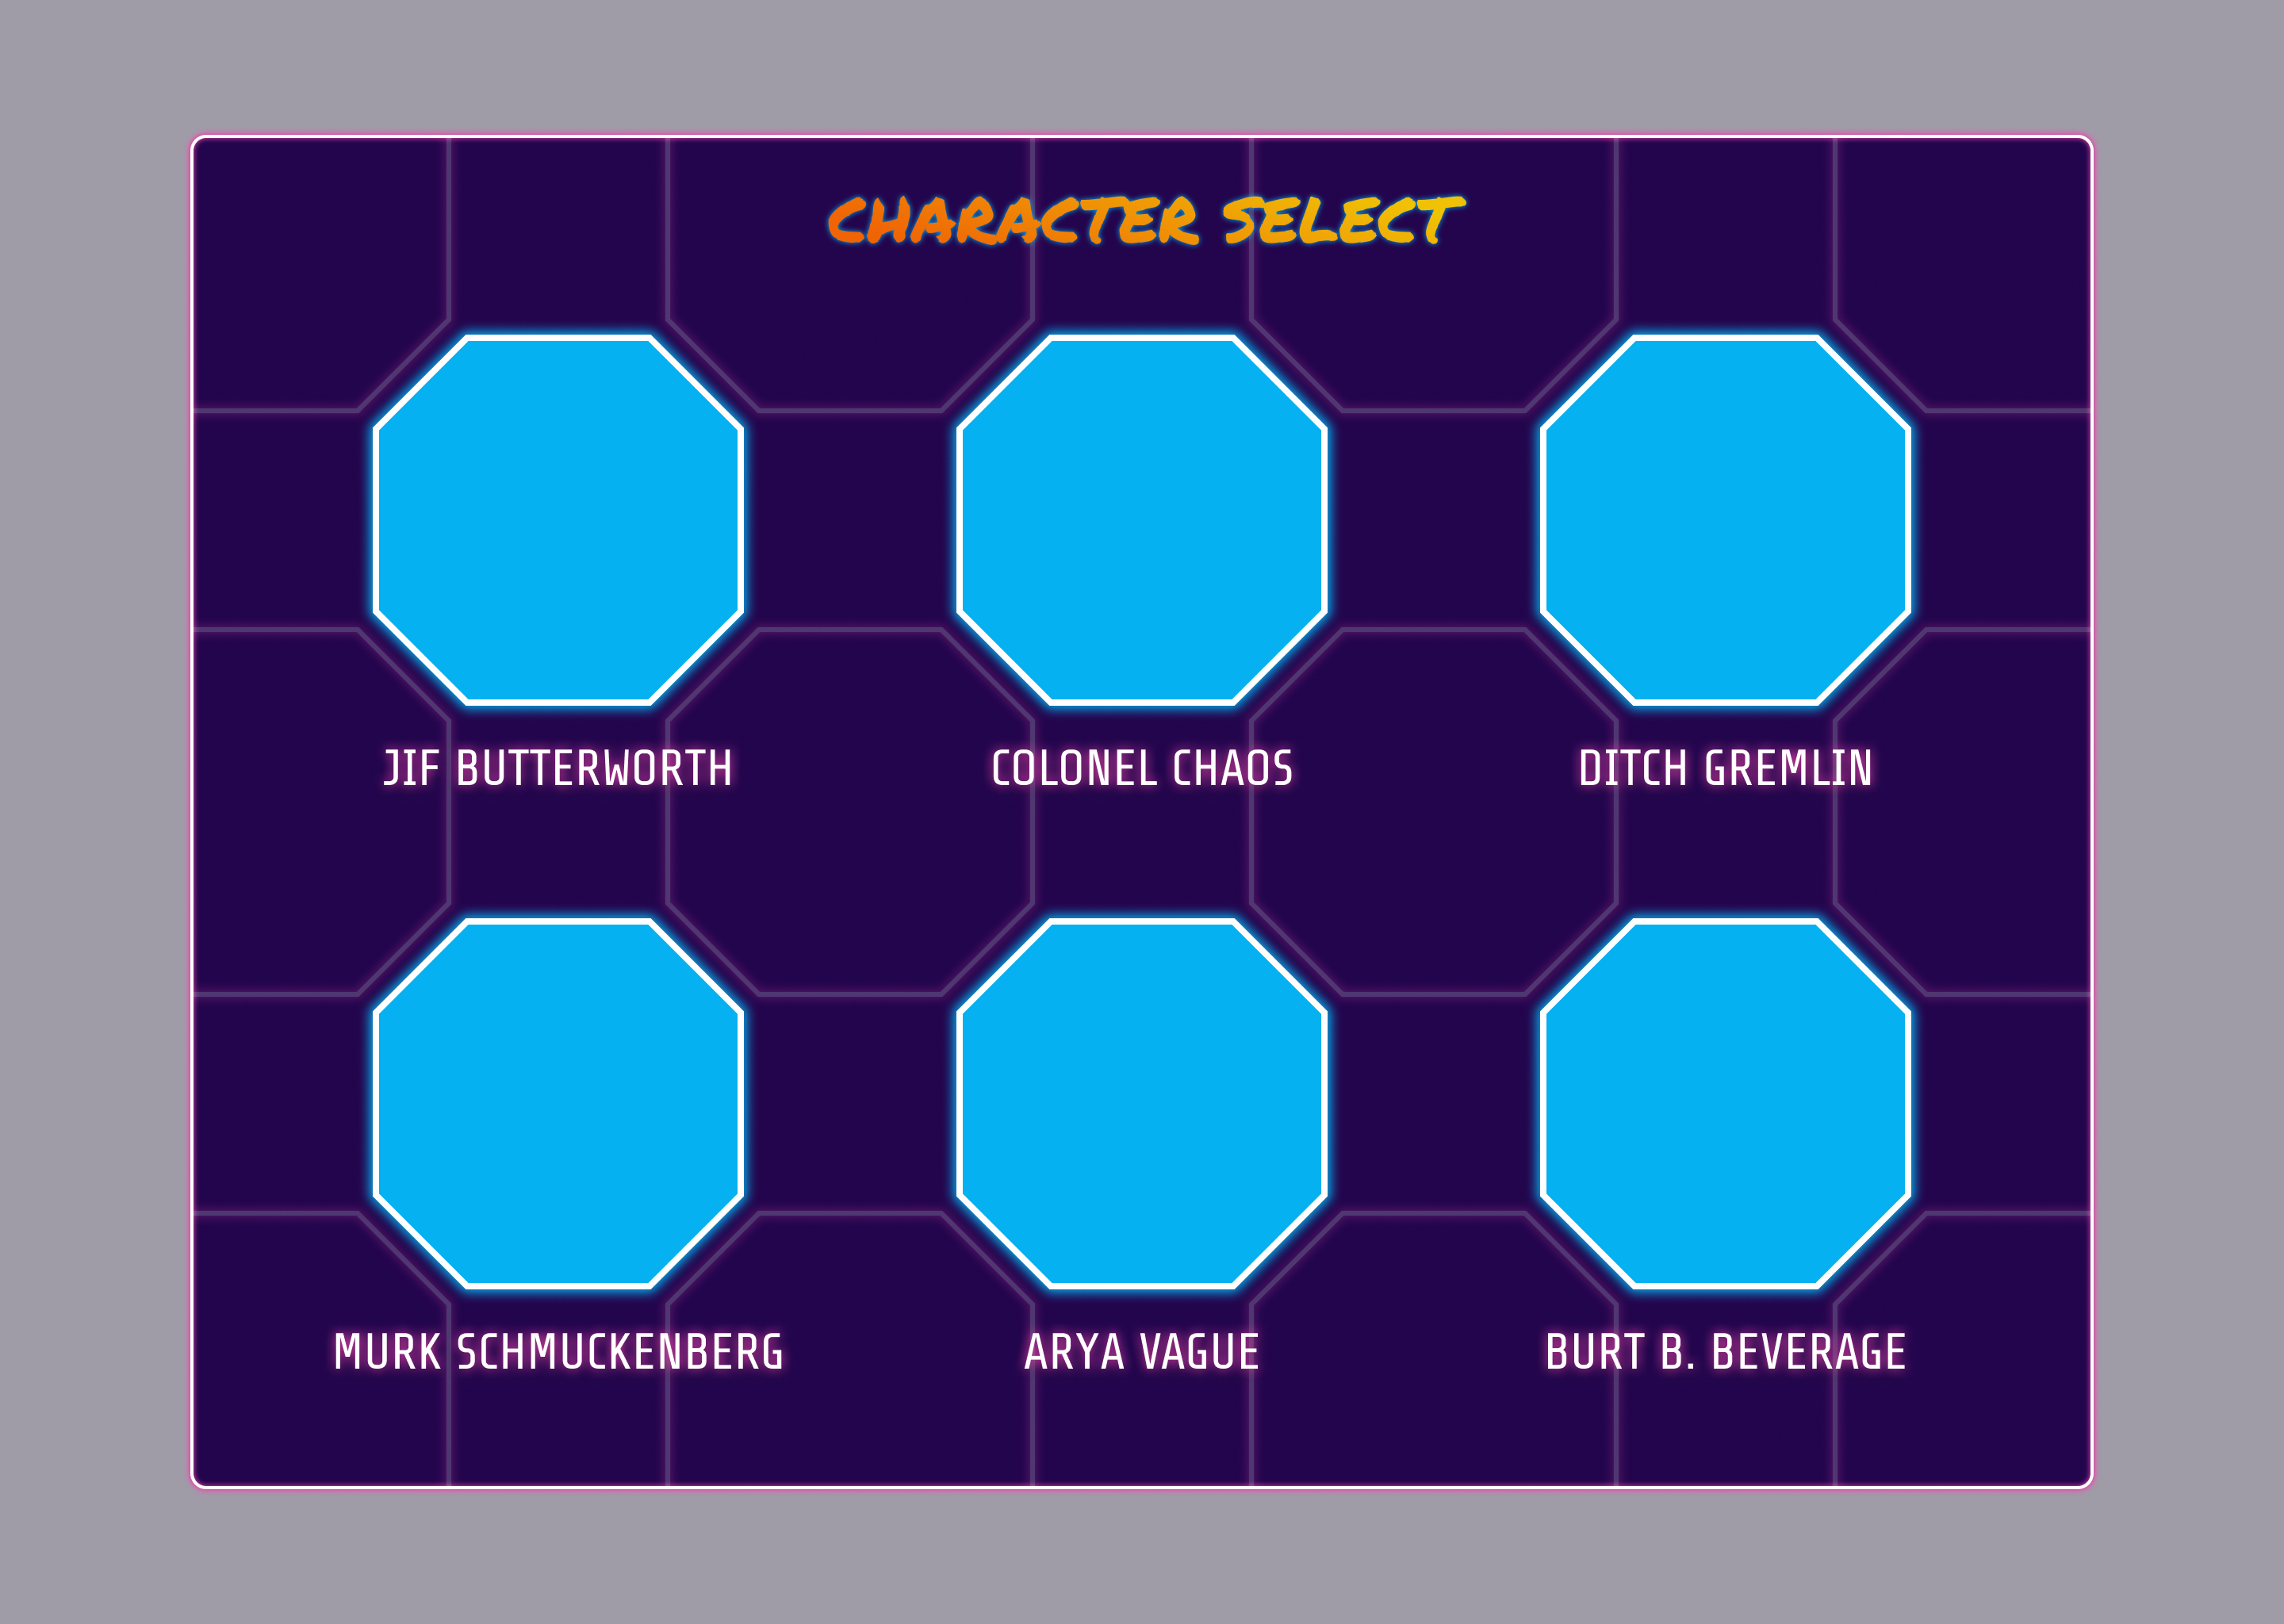 CHARACTER SELECT
JIF BUTTERWORTH
COLONEL CHAOS
DITCH GREMLIN
MURK SCHMUCKENBERG
ARYA VAGUE
BURT B. BEVERAGE